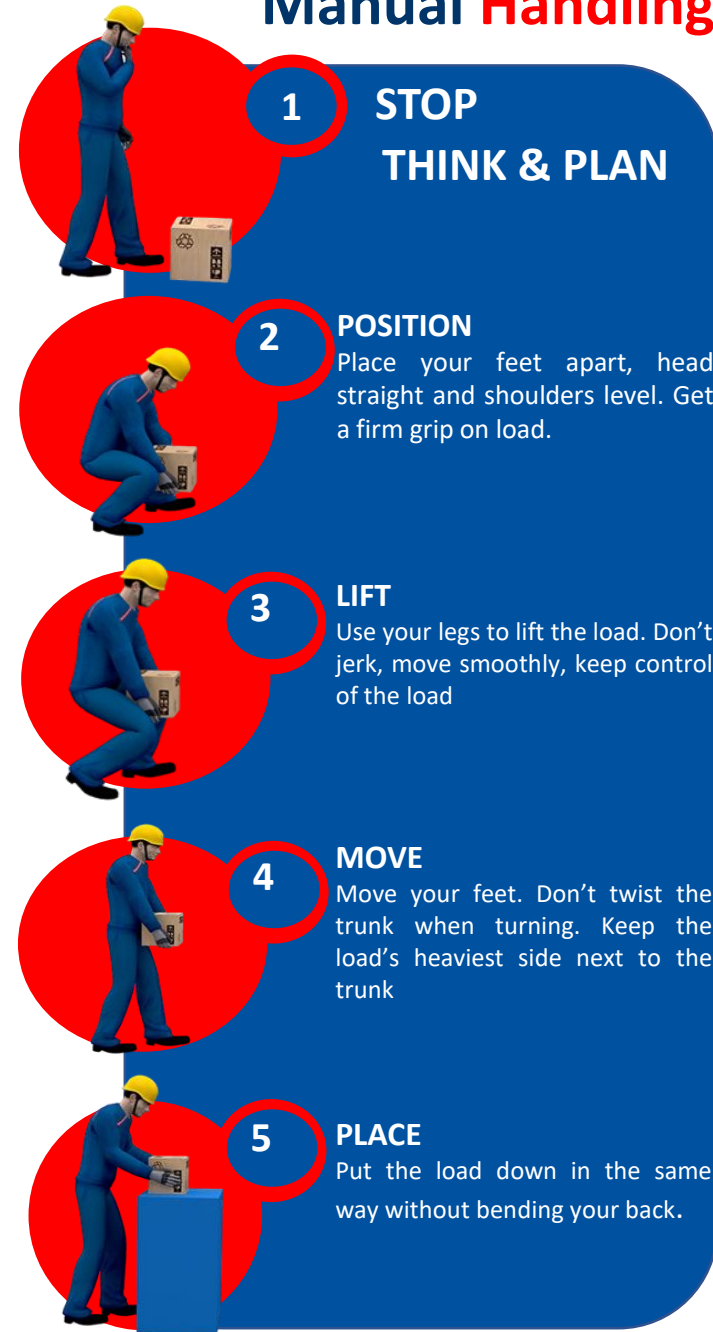 Manual Handling
1
STOP
THINK & PLAN
2
POSITION
Place your feet apart, head
straight and shoulders level. Get
a firm grip on load.
3
LIFT
Use your legs to lift the load. Don’t
jerk, move smoothly, keep control
of the load
4
MOVE
Move your feet. Don’t twist the
trunk when turning. Keep the
load’s heaviest side next to the
trunk
5
PLACE
Put the load down in the same
way without bending your back.